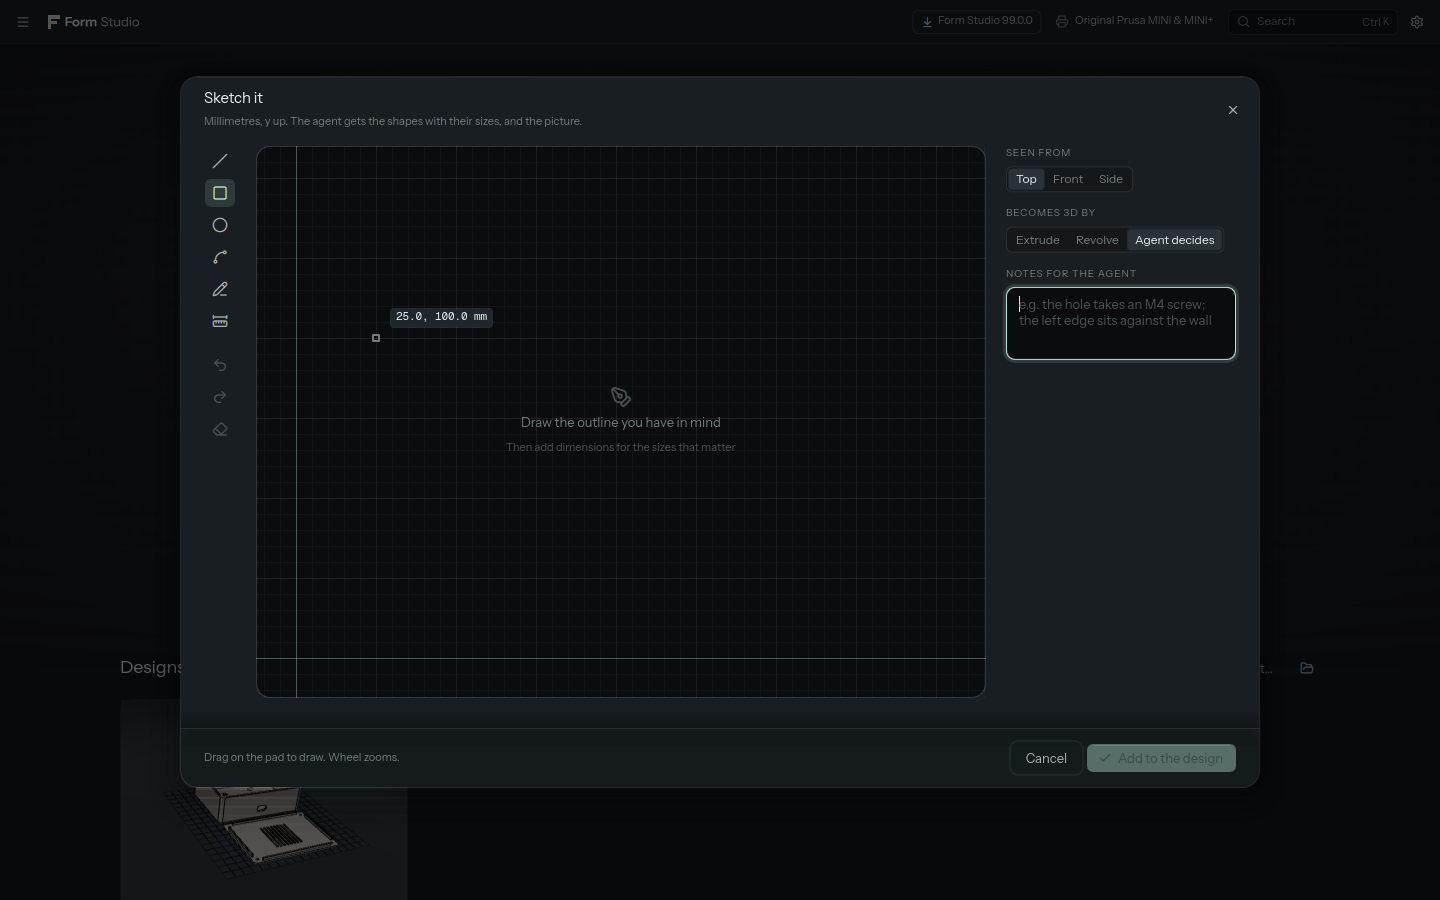 Form Studio
Form Studio 99.0.0
Original Prusa MINI & MINI+
Search
Ctrl K
Sketch it
Millimetres, y up. The agent gets the shapes with their sizes, and the picture.
SEEN FROM
Top
Front
Side
BECOMES 3D BY
Extrude
Revolve
Agent decides
NOTES FOR THE AGENT
e.g. the hole takes an M4 screw;
the left edge sits against the wall
25.0, 100.0 mm
Draw the outline you have in mind
Then add dimensions for the sizes that matter
Designs
Drag on the pad to draw. Wheel zooms.
Cancel
Add to the design